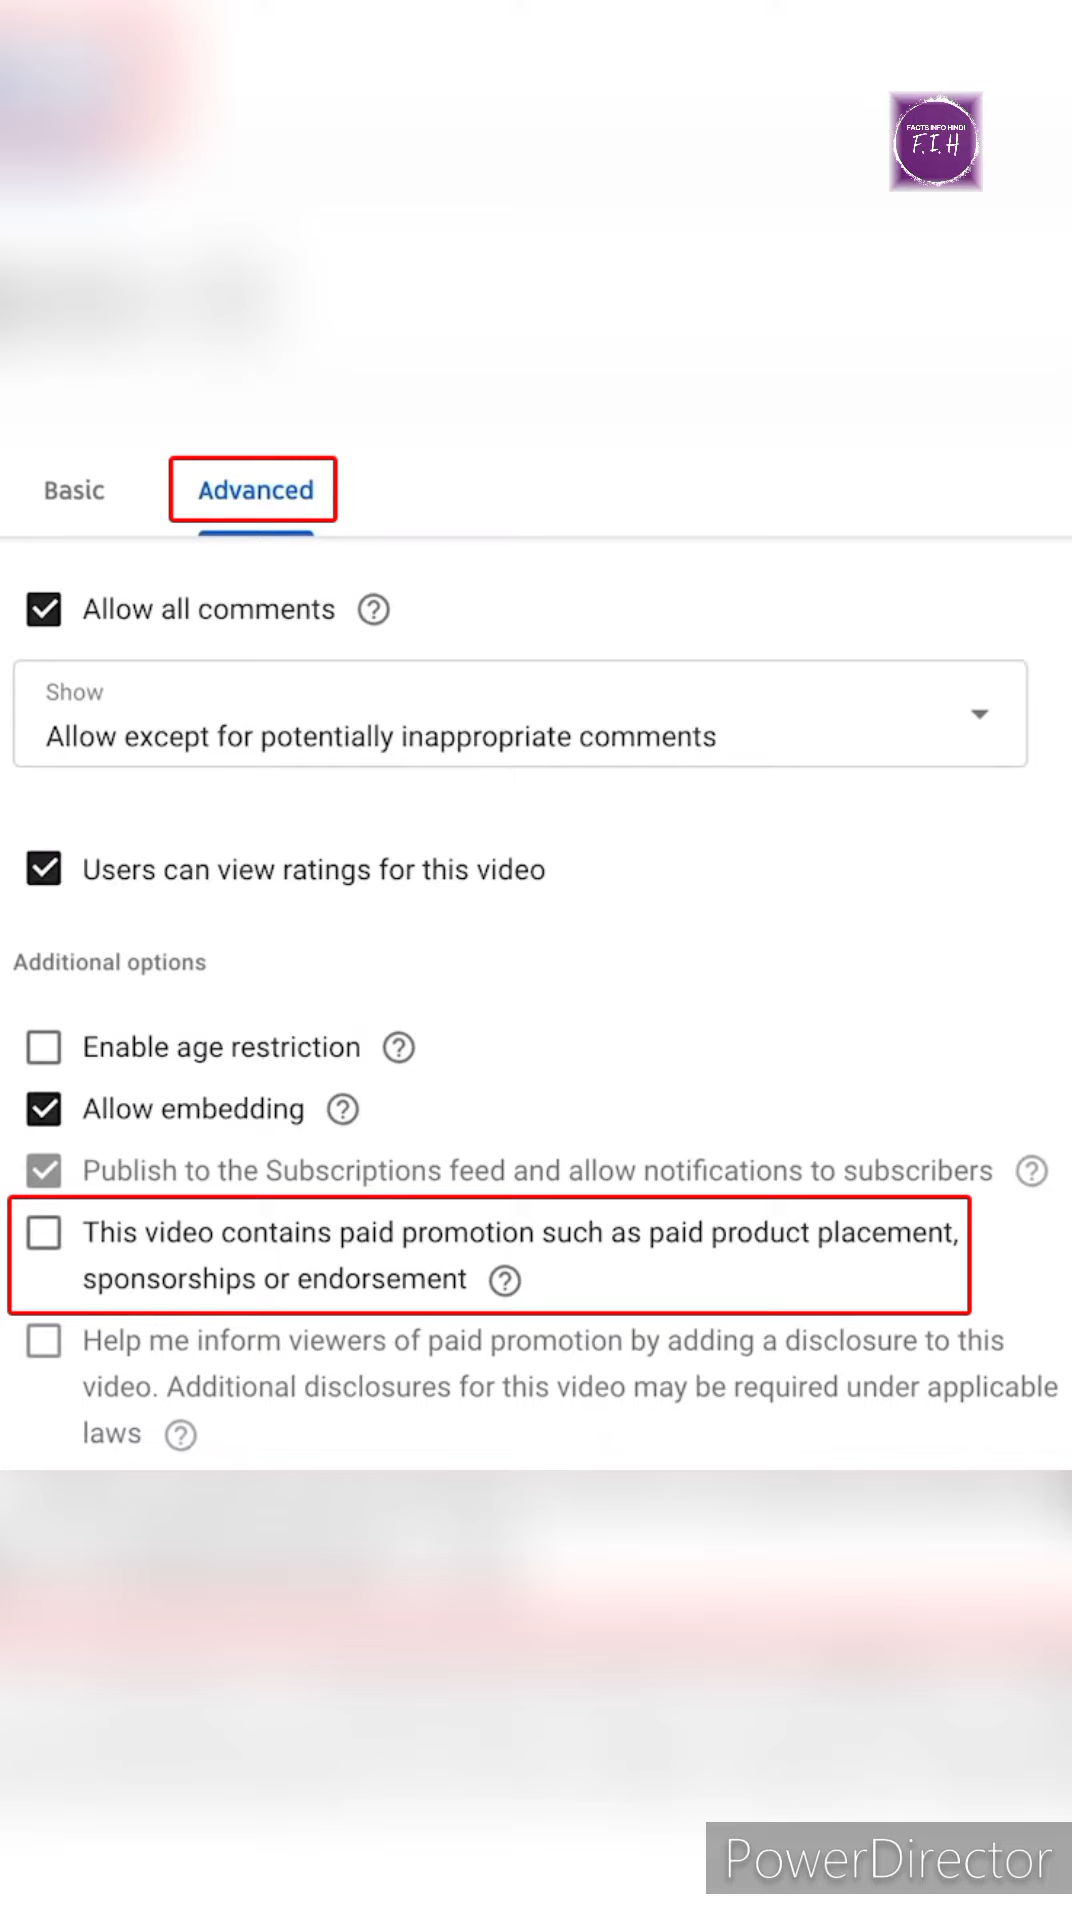 FACTS INFO HINDI
F.I.H
Basic
Advanced
Allow all comments
Show
Allow except for potentially inappropriate comments
Users can view ratings for this video
Additional options
Enable age restriction
Allow embedding
Publish to the Subscriptions feed and allow notifications to subscribers
This video contains paid promotion such as paid product placement,
sponsorships or endorsement
Help me inform viewers of paid promotion by adding a disclosure to this
video. Additional disclosures for this video may be required under applicable
laws
PowerDirector